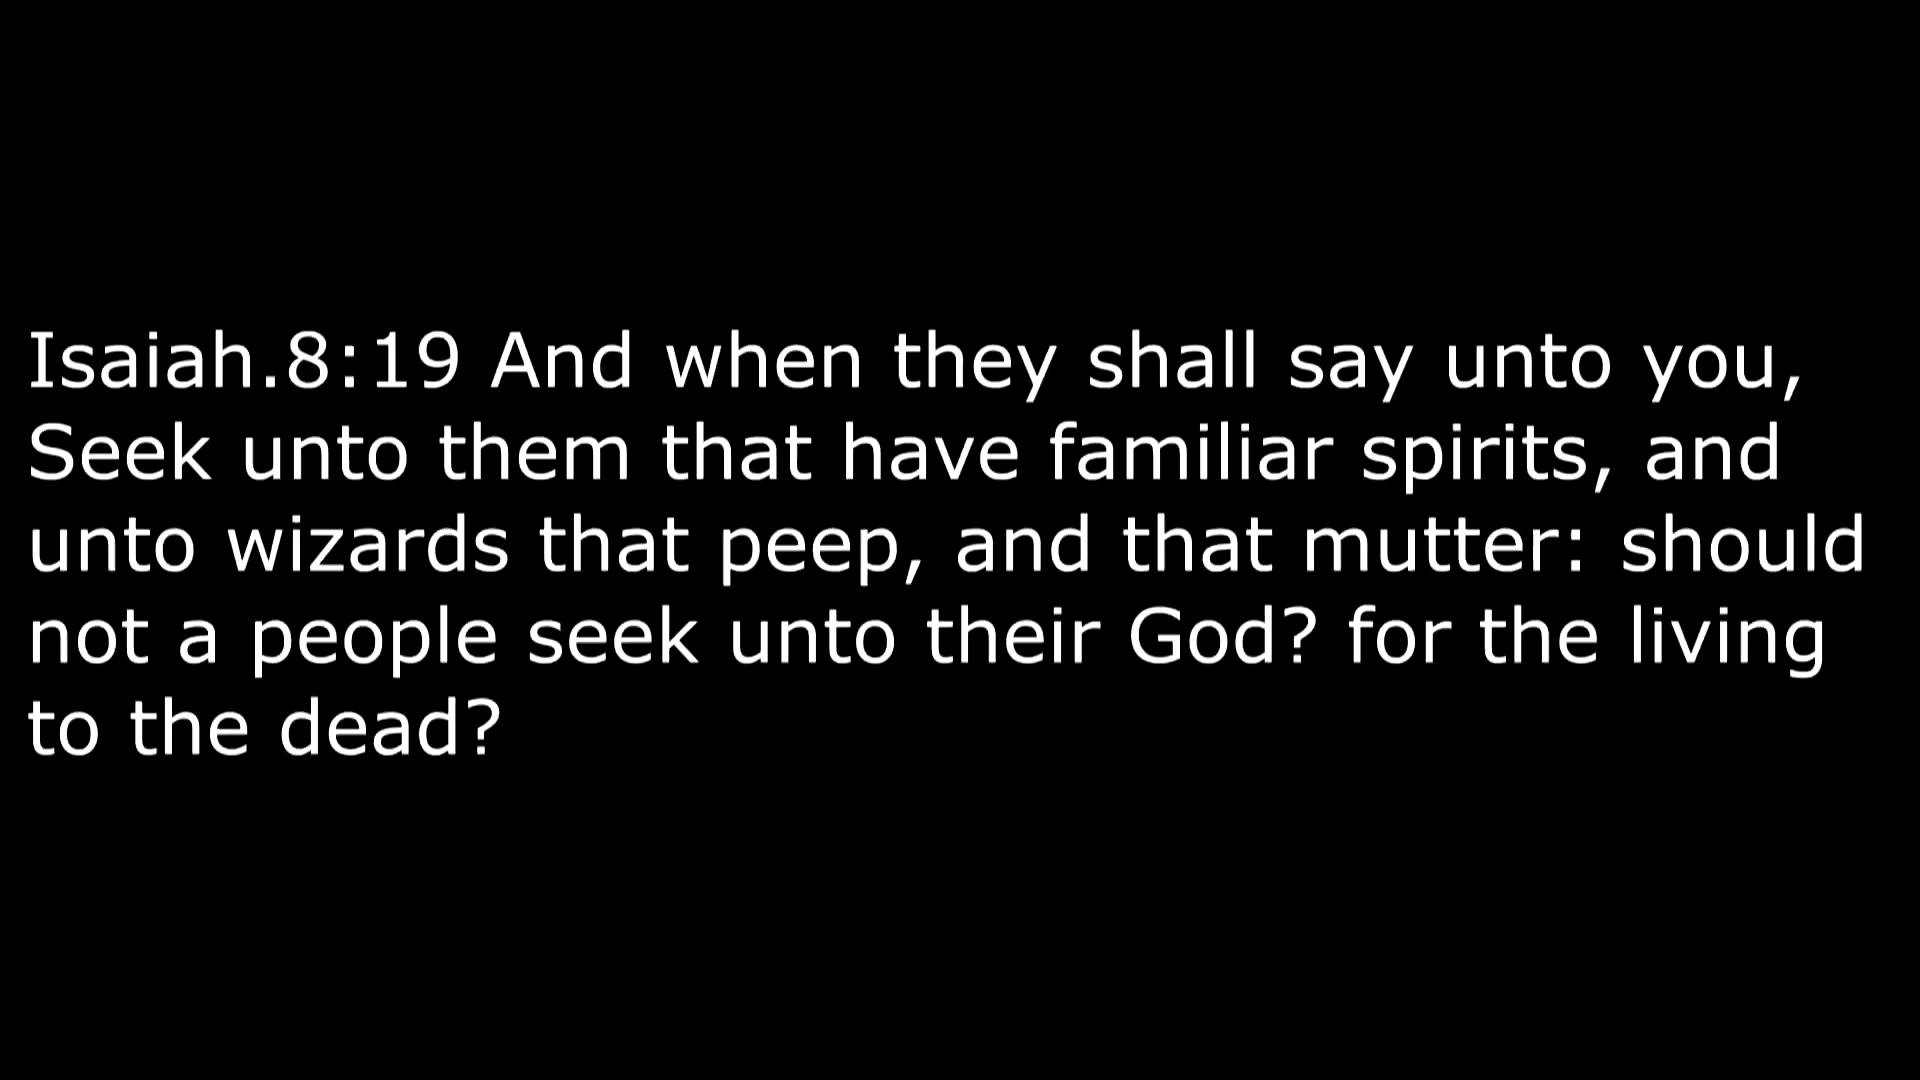 Isaiah.8:19 And when they shall say unto you,
Seek unto them that have familiar spirits, and
unto wizards that peep, and that mutter: should
not a people seek unto their God? for the living
to the dead?